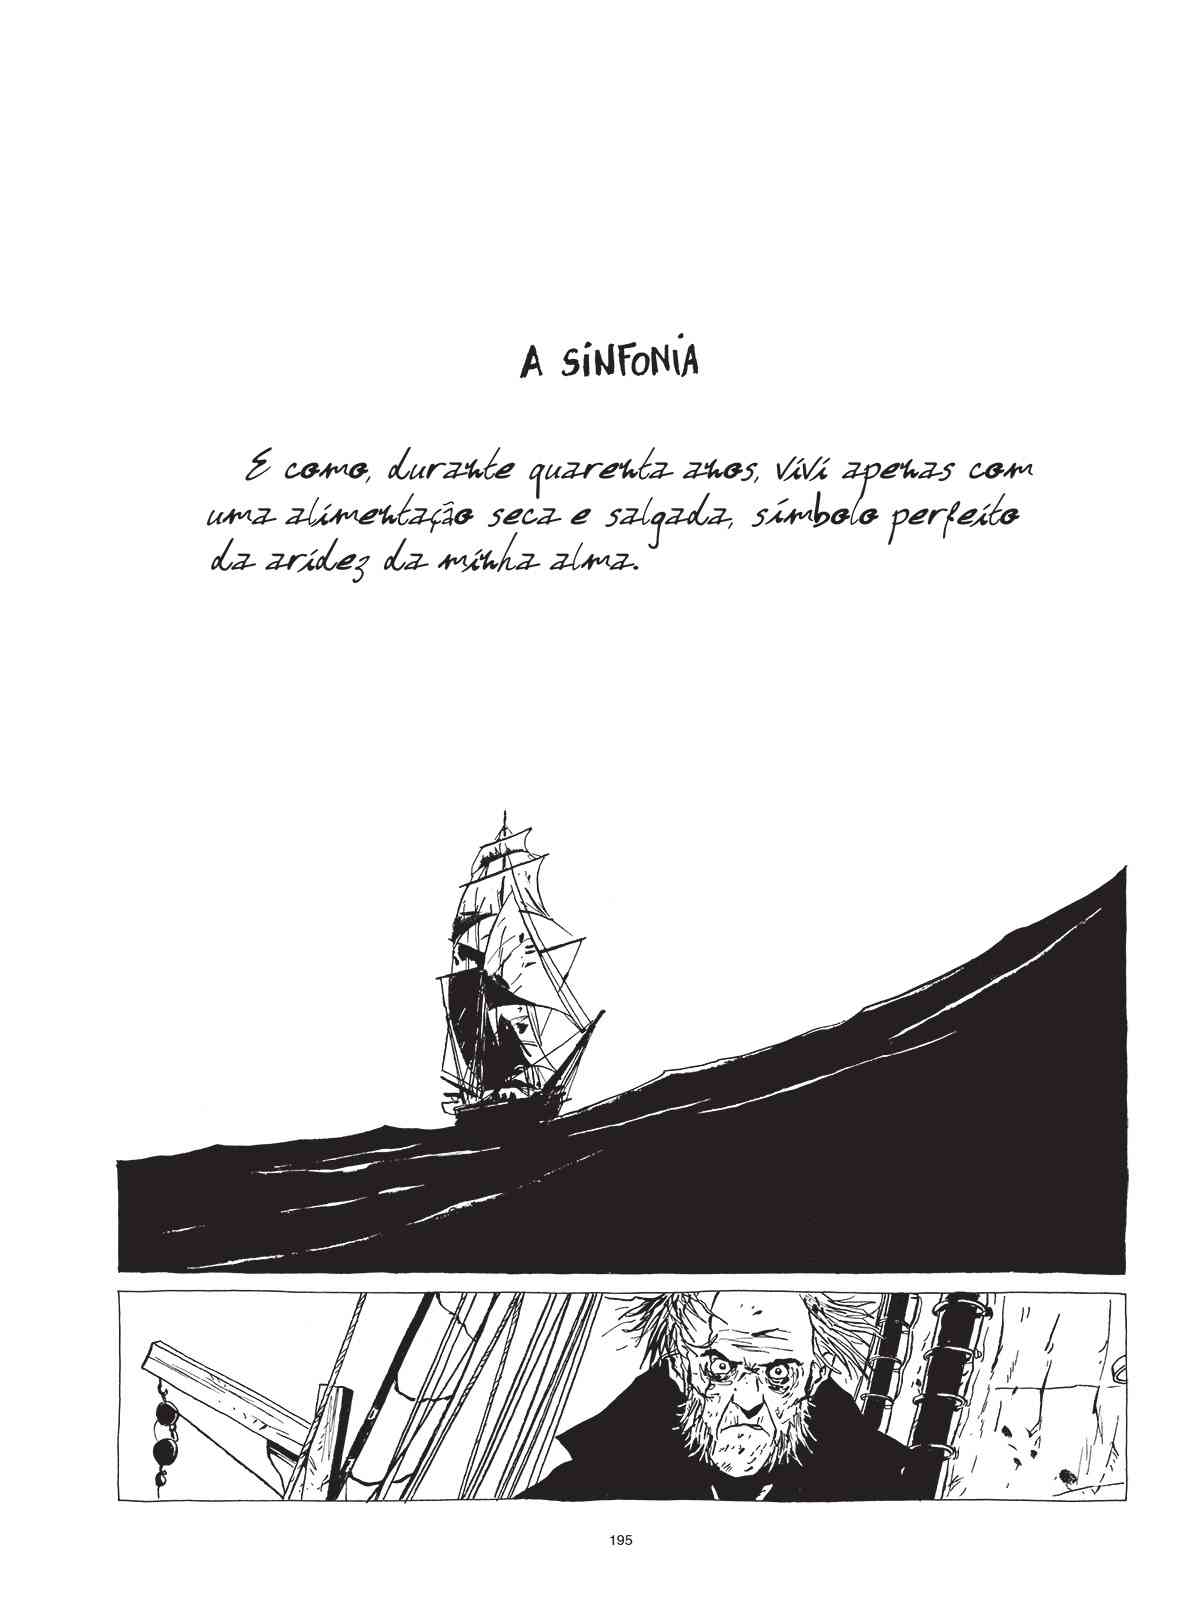 A SINFONIA
E como, durante quarenta anos, vivi apenas com
uma alimentação seca e salgada, símbolo perfeito
da aridez da minha alma.
195